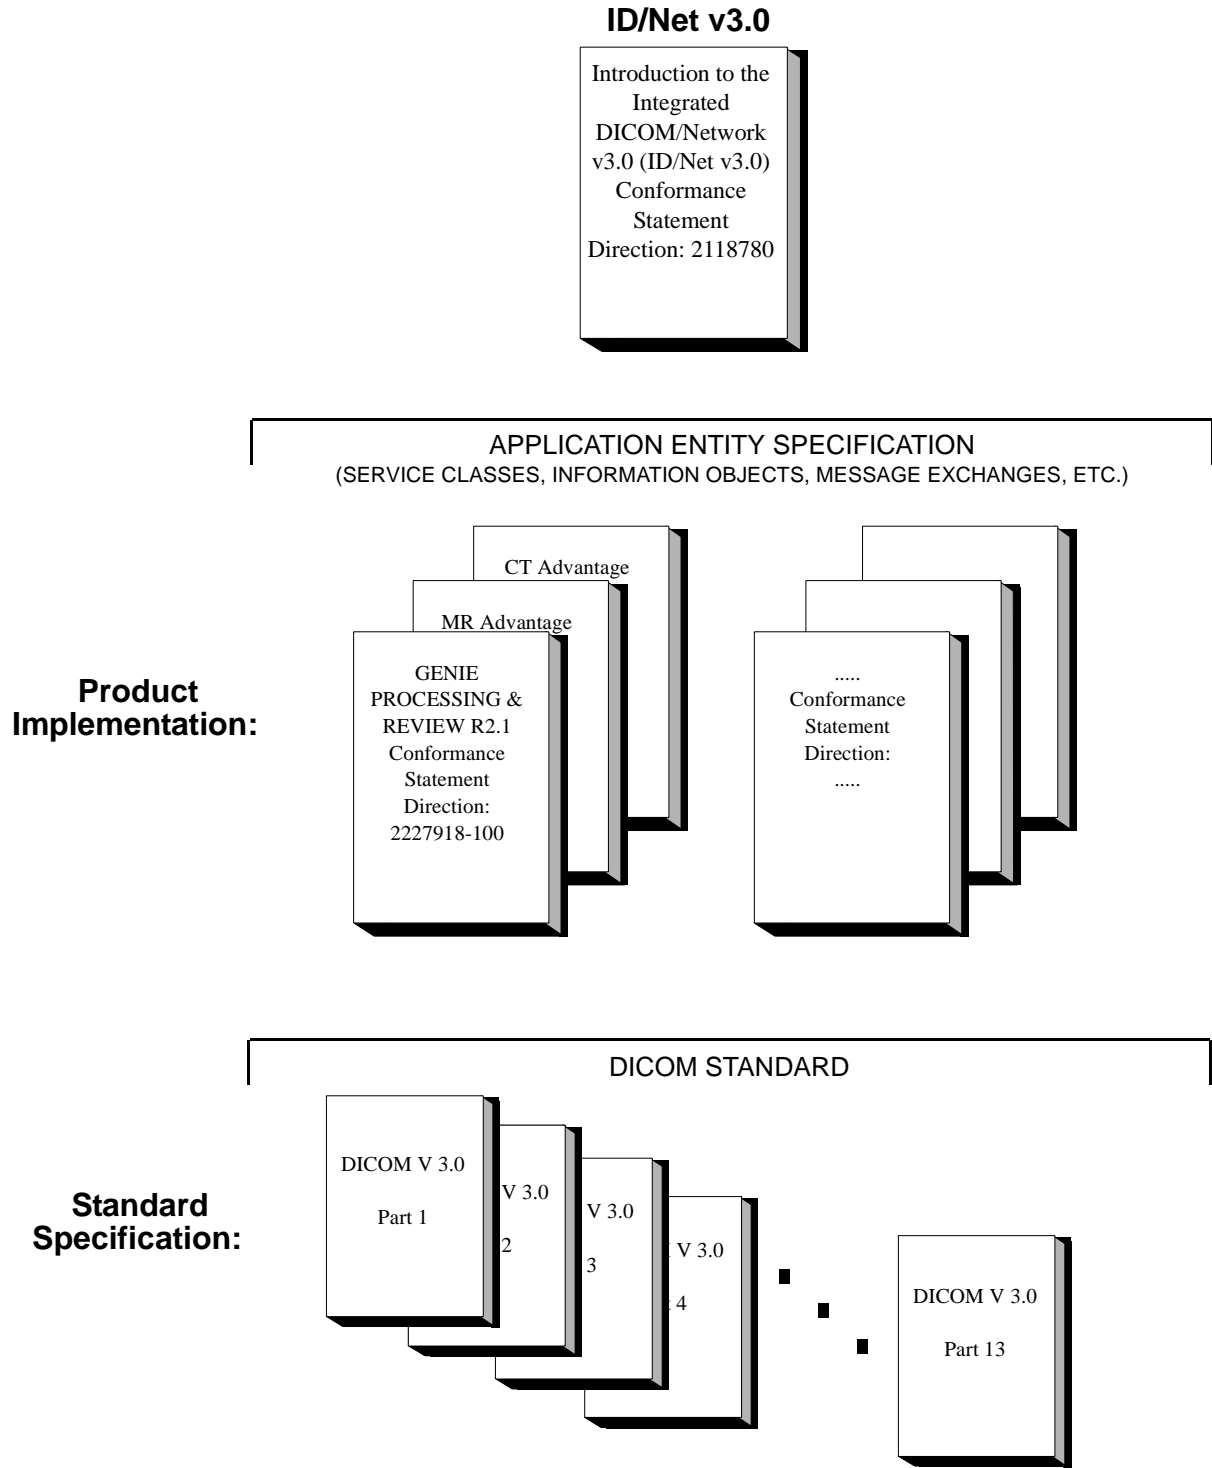 ID/Net v3.0
Introduction to the
Integrated
DICOM/Network
v3.0 (ID/Net v3.0)
Conformance
Statement
Direction: 2118780
APPLICATION ENTITY SPECIFICATION
(SERVICE CLASSES, INFORMATION OBJECTS, MESSAGE EXCHANGES, ETC.)
CT Advantage
MR Advantage
GENIE
PROCESSING &
REVIEW R2.1
Conformance
Statement
Direction:
2227918-100
.....
Conformance
Statement
Direction:
.....
Product
Implementation:
DICOM STANDARD
DICOM V 3.0
Part 1
V 3.0
2
V 3.0
3
V 3.0
4
DICOM V 3.0
Part 13
Standard
Specification: